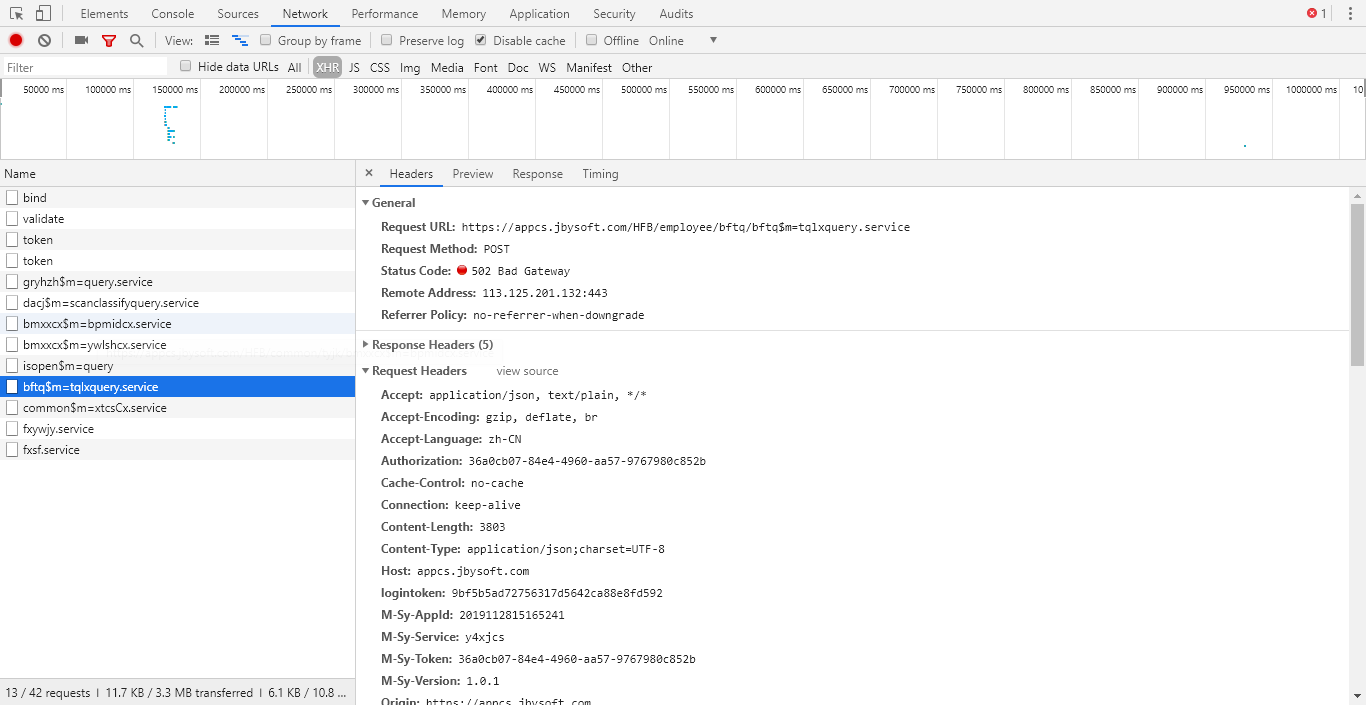 Elements Console Sources Network Performance Memory Application Security Audits 1
View: Group by frame Preserve log Disable cache Offline Online
Filter Hide data URLs All XHR JS CSS Img Media Font Doc WS Manifest Other
50000 ms 100000 ms 150000 ms 200000 ms 250000 ms 300000 ms 350000 ms 400000 ms 450000 ms 500000 ms 550000 ms 600000 ms 650000 ms 700000 ms 750000 ms 800000 ms 850000 ms 900000 ms 950000 ms 1000000 ms 10
Name
bind
validate
token
token
gryhzh$m=query.service
dacj$m=scanclassifyquery.service
bmxxcx$m=bpmidcx.service
bmxxcx$m=ywlshcx.service
isopen$m=query
bftq$m=tqlxquery.service
common$m=xtcsCx.service
fxywjy.service
fxsf.service
13 / 42 requests | 11.7 KB / 3.3 MB transferred | 6.1 KB / 10.8 ...
× Headers Preview Response Timing
General
Request URL: https://appcs.jbysoft.com/HFB/employee/bftq/bftq$m=tqlxquery.service
Request Method: POST
Status Code: 502 Bad Gateway
Remote Address: 113.125.201.132:443
Referrer Policy: no-referrer-when-downgrade
Response Headers (5)
Request Headers view source
Accept: application/json, text/plain, */*
Accept-Encoding: gzip, deflate, br
Accept-Language: zh-CN
Authorization: 36a0cb07-84e4-4960-aa57-9767980c852b
Cache-Control: no-cache
Connection: keep-alive
Content-Length: 3803
Content-Type: application/json;charset=UTF-8
Host: appcs.jbysoft.com
logintoken: 9bf5b5ad72756317d5642ca88e8fd592
M-Sy-AppId: 2019112815165241
M-Sy-Service: y4xjcs
M-Sy-Token: 36a0cb07-84e4-4960-aa57-9767980c852b
M-Sy-Version: 1.0.1
Origin: https://appcs.jbysoft.com